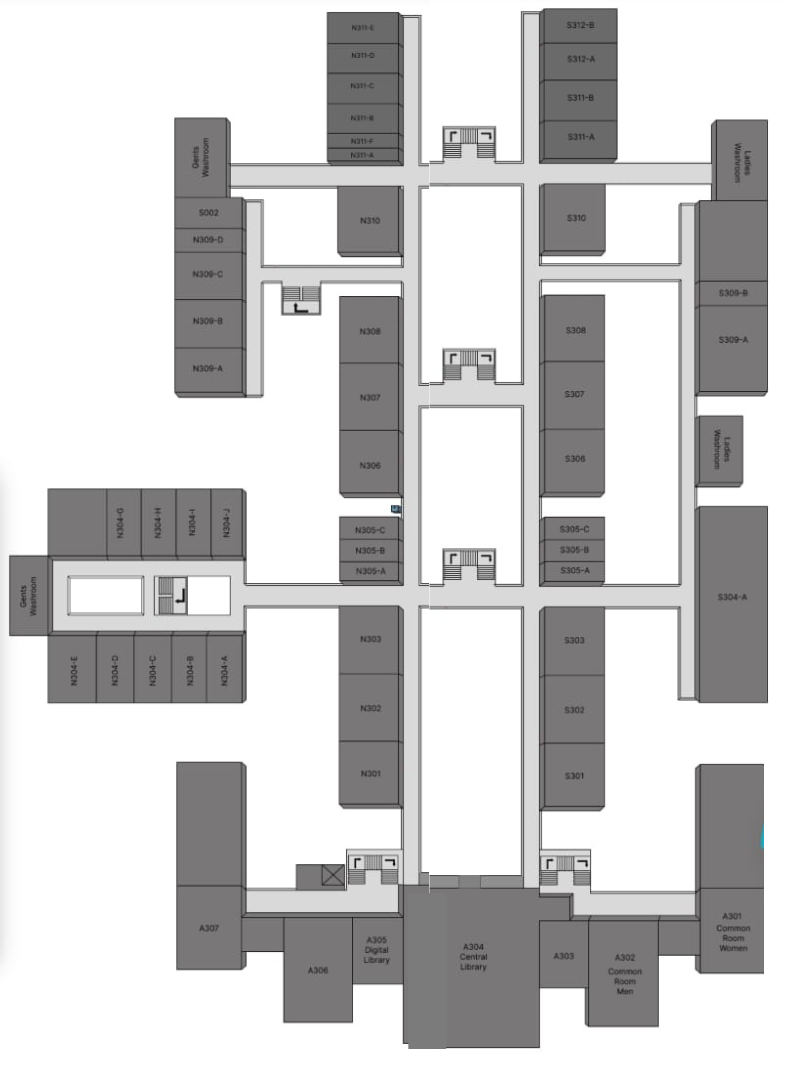 N311-E
N311-D
N311-C
N311-B
N311-F
N311-A
S312-B
S312-A
S311-B
S311-A
Gents
Washroom
Ladies
Washroom
S002
N309-D
N309-C
N309-B
N309-A
N310
S310
S309-B
S309-A
N308
N307
N306
S308
S307
S306
Ladies
Washroom
N305-C
N305-B
N305-A
S305-C
S305-B
S305-A
N304-G
N304-H
N304-I
N304-J
Gents
Washroom
N304-E
N304-D
N304-C
N304-B
N304-A
S304-A
N303
N302
N301
S303
S302
S301
A307
A306
A305
Digital
Library
A304
Central
Library
A303
A302
Common
Room
Men
A301
Common
Room
Women